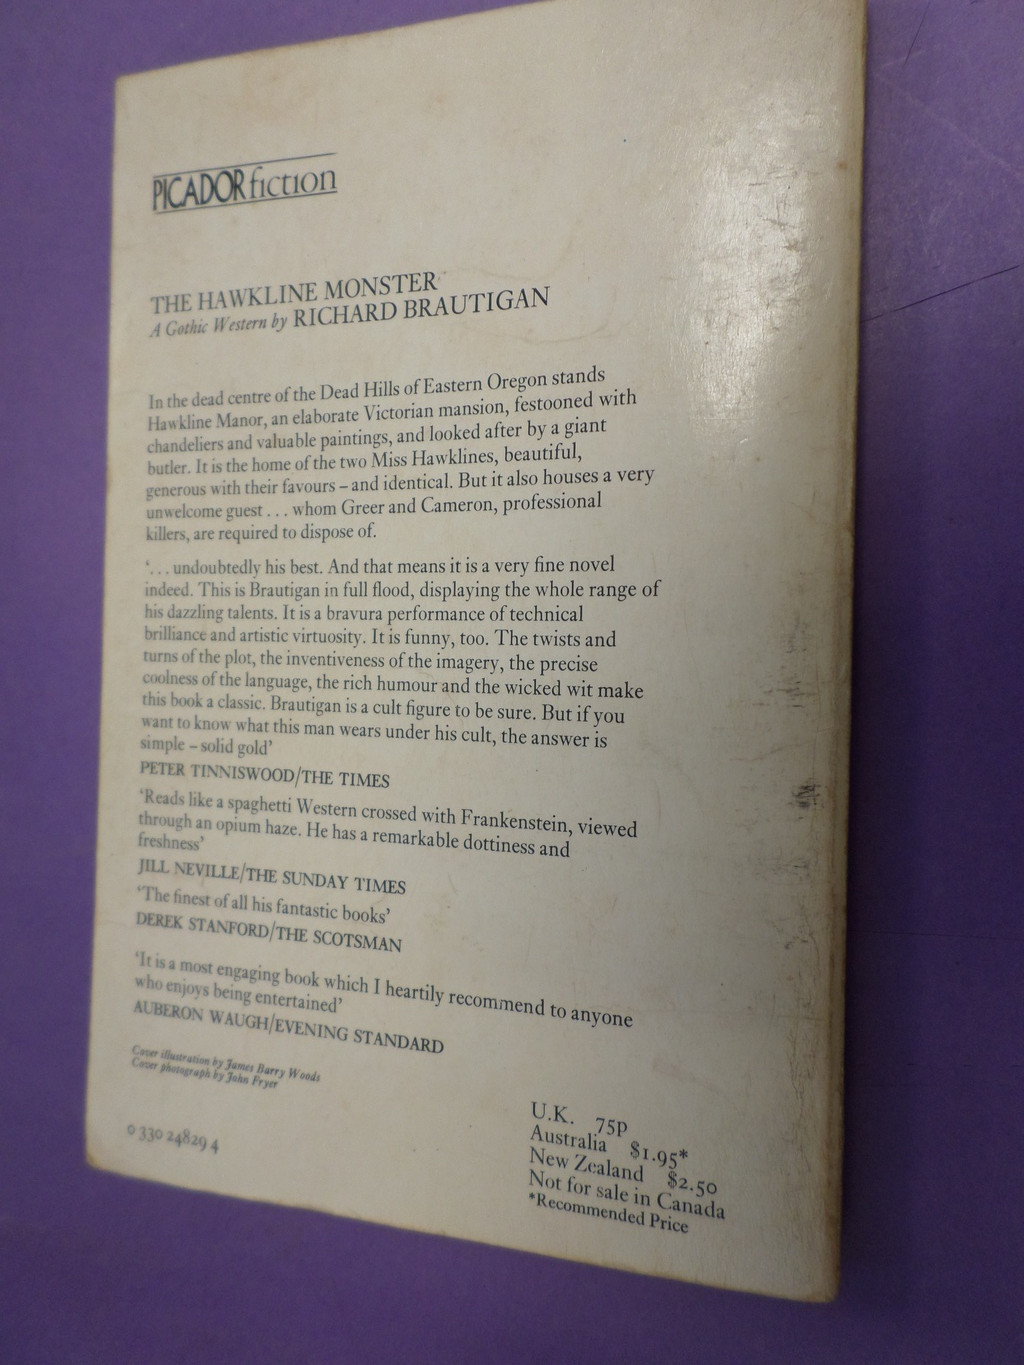 PICADOR fiction
THE HAWKLINE MONSTER
A Gothic Western by RICHARD BRAUTIGAN
In the dead centre of the Dead Hills of Eastern Oregon stands
Hawkline Manor, an elaborate Victorian mansion, festooned with
chandeliers and valuable paintings, and looked after by a giant
butler. It is the home of the two Miss Hawklines, beautiful,
generous with their favours – and identical. But it also houses a very
unwelcome guest . . . whom Greer and Cameron, professional
killers, are required to dispose of.
‘. . . undoubtedly his best. And that means it is a very fine novel
indeed. This is Brautigan in full flood, displaying the whole range of
his dazzling talents. It is a bravura performance of technical
brilliance and artistic virtuosity. It is funny, too. The twists and
turns of the plot, the inventiveness of the imagery, the precise
coolness of the language, the rich humour and the wicked wit make
this book a classic. Brautigan is a cult figure to be sure. But if you
want to know what this man wears under his cult, the answer is
simple – solid gold’
PETER TINNISWOOD/THE TIMES
‘Reads like a spaghetti Western crossed with Frankenstein, viewed
through an opium haze. He has a remarkable dottiness and
freshness’
JILL NEVILLE/THE SUNDAY TIMES
‘The finest of all his fantastic books’
DEREK STANFORD/THE SCOTSMAN
‘It is a most engaging book which I heartily recommend to anyone
who enjoys being entertained’
AUBERON WAUGH/EVENING STANDARD
Cover illustration by James Barry Woods
Cover photograph by John Fryer
0 330 24829 4
U.K. 75P
Australia $1.95*
New Zealand $2.50
Not for sale in Canada
*Recommended Price